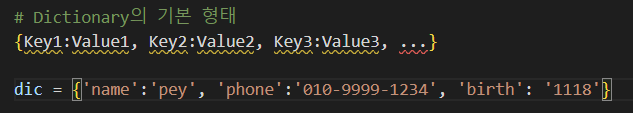 # Dictionary의 기본 형태
{Key1:Value1, Key2:Value2, Key3:Value3, ...}
dic = {'name':'pey', 'phone':'010-9999-1234', 'birth': '1118'}